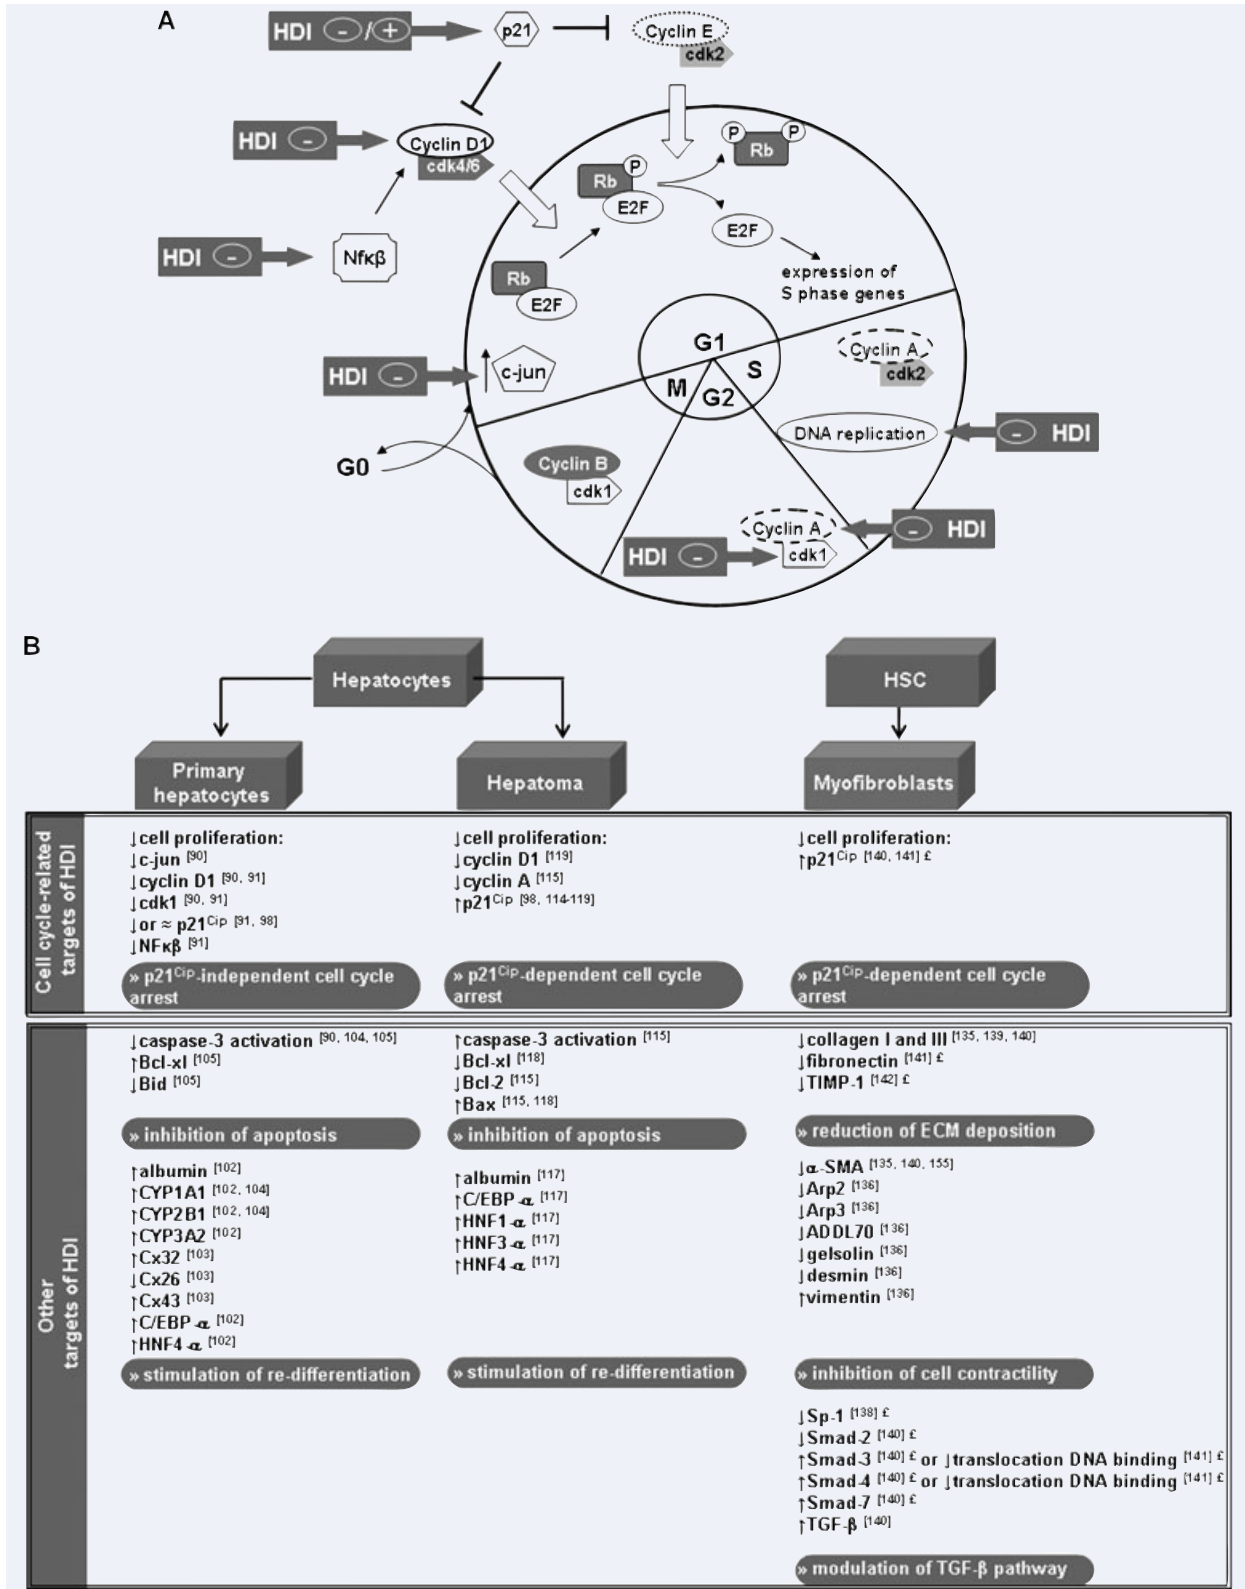 A
HDI - / +
p21
Cyclin E
cdk2
HDI -
Cyclin D1
cdk4/6
P
P
Rb
P
Rb
E2F
E2F
HDI -
Nfκβ
Rb
E2F
expression of
S phase genes
G1
S
M
G2
Cyclin A
cdk2
HDI -
c-jun
DNA replication
- HDI
G0
Cyclin B
cdk1
Cyclin A
cdk1
- HDI
HDI -
B
Hepatocytes
HSC
Primary
hepatocytes
Hepatoma
Myofibroblasts
Cell cycle-related
targets of HDI
↓cell proliferation:
↓c-jun [90]
↓cyclin D1 [90, 91]
↓cdk1 [90, 91]
↓or ≈ p21Cip [91, 98]
↓NFκβ [91]
» p21Cip-independent cell cycle
arrest
↓cell proliferation:
↓cyclin D1 [119]
↓cyclin A [115]
↑p21Cip [98, 114-119]
» p21Cip-dependent cell cycle
arrest
↓cell proliferation:
↑p21Cip [140, 141] £
» p21Cip-dependent cell cycle
arrest
Other
targets of HDI
↓caspase-3 activation [90, 104, 105]
↑Bcl-xl [105]
↓Bid [105]
» inhibition of apoptosis
↑albumin [102]
↑CYP1A1 [102, 104]
↑CYP2B1 [102, 104]
↑CYP3A2 [102]
↑Cx32 [103]
↓Cx26 [103]
↑Cx43 [103]
↑C/EBP-α [102]
↑HNF4-α [102]
» stimulation of re-differentiation
↑caspase-3 activation [115]
↓Bcl-xl [118]
↓Bcl-2 [115]
↑Bax [115, 118]
» inhibition of apoptosis
↑albumin [117]
↑C/EBP-α [117]
↑HNF1-α [117]
↑HNF3-α [117]
↑HNF4-α [117]
» stimulation of re-differentiation
↓collagen I and III [135, 139, 140]
↓fibronectin [141] £
↓TIMP-1 [142] £
» reduction of ECM deposition
↓α-SMA [135, 140, 155]
↓Arp2 [136]
↓Arp3 [136]
↓ADDL70 [136]
↓gelsolin [136]
↓desmin [136]
↑vimentin [136]
» inhibition of cell contractility
↓Sp-1 [138] £
↓Smad-2 [140] £
↑Smad-3 [140] £ or ↓translocation DNA binding [141] £
↑Smad-4 [140] £ or ↓translocation DNA binding [141] £
↑Smad-7 [140] £
↑TGF-β [140]
» modulation of TGF-β pathway